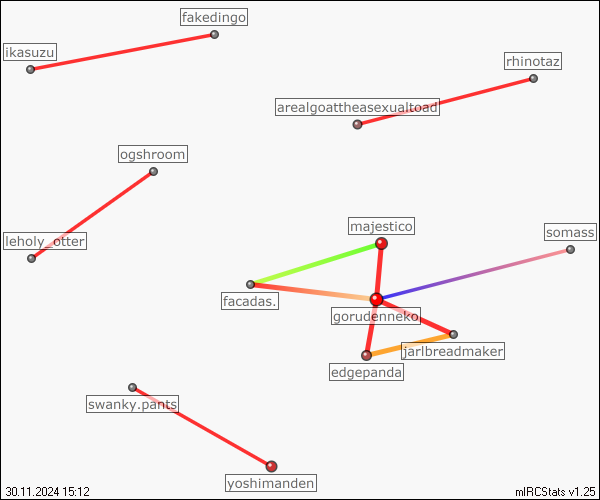 fakedingo
ikasuzu
rhinotaz
arealgoattheasexualtoad
ogshroom
majestico
somass
leholy_otter
facadas.
gorudenneko
jarlbreadmaker
edgepanda
swanky.pants
yoshimanden
30.11.2024 15:12
mIRCStats v1.25